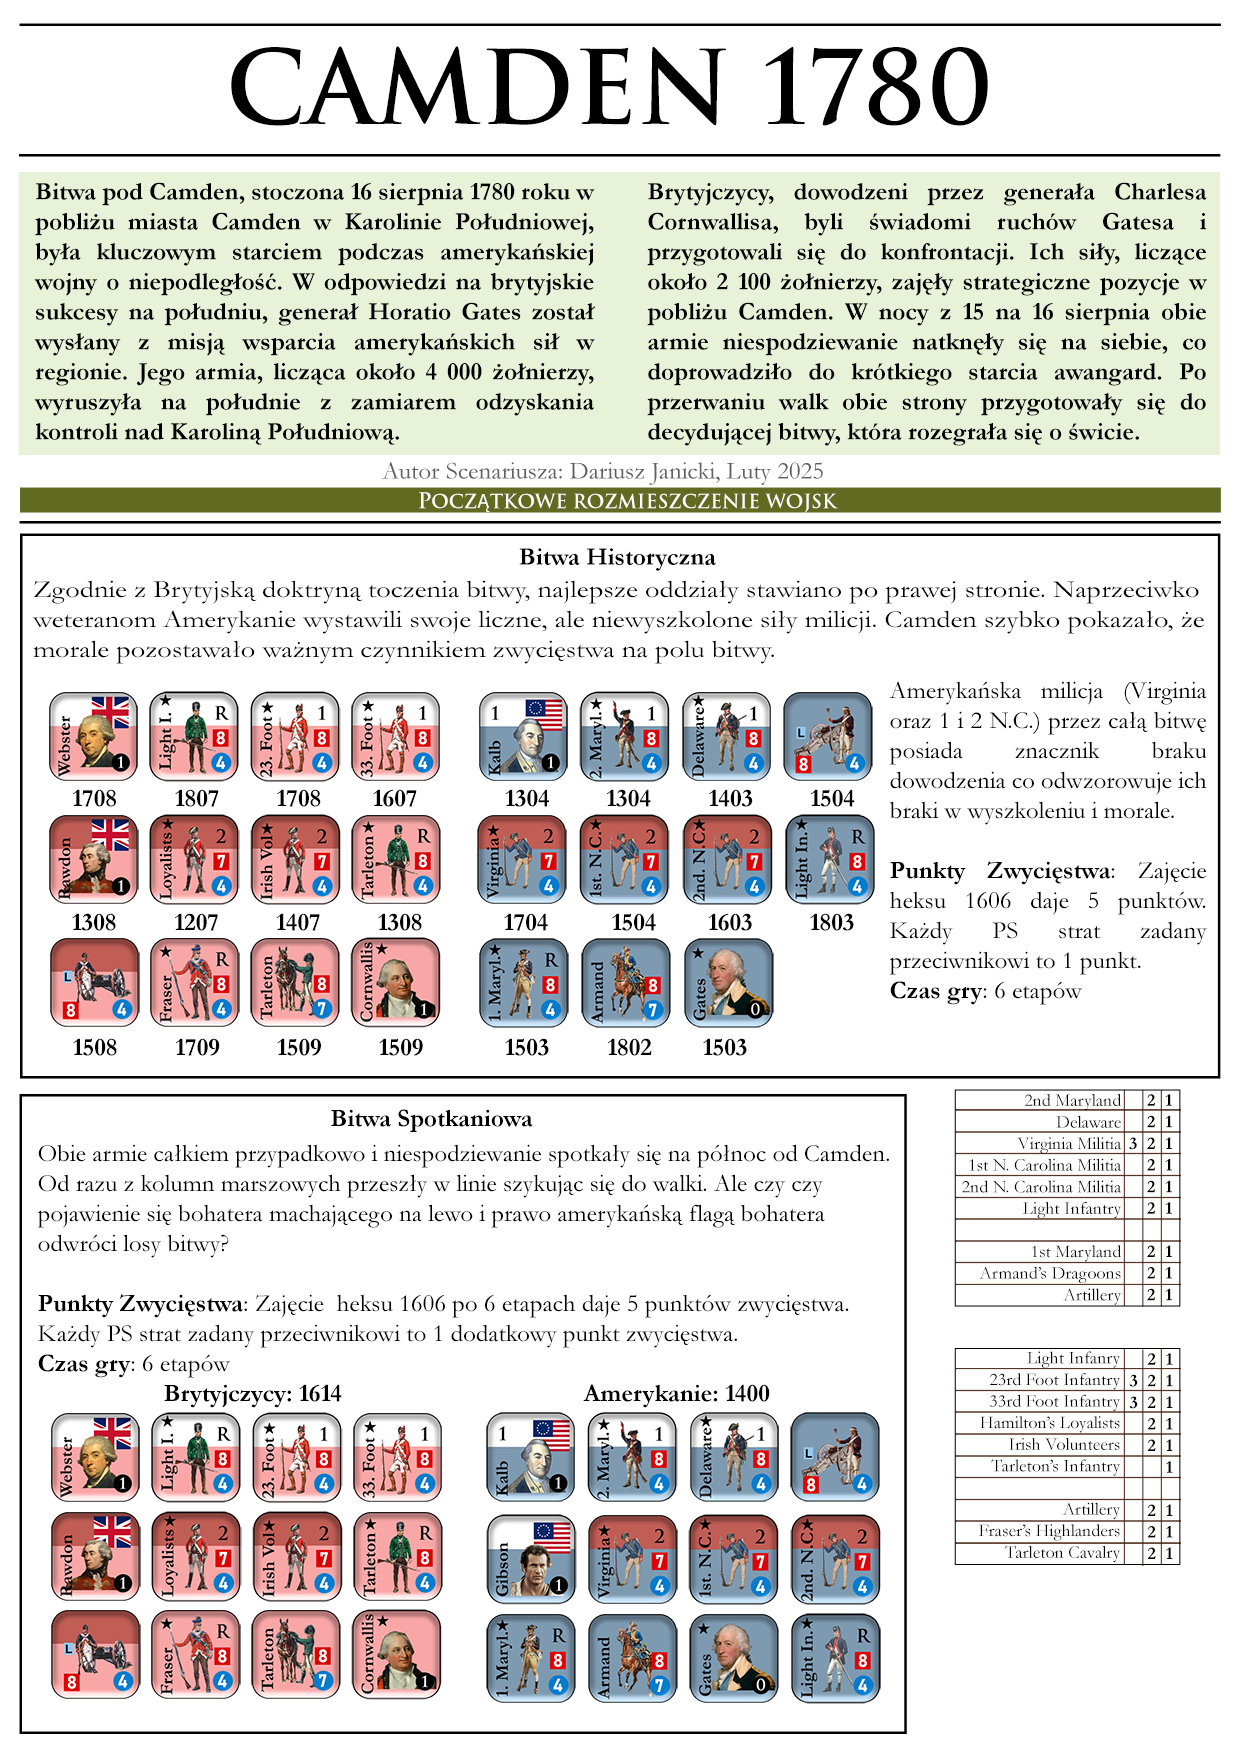 CAMDEN 1780
Bitwa pod Camden, stoczona 16 sierpnia 1780 roku w
pobliżu miasta Camden w Karolinie Południowej,
była kluczowym starciem podczas amerykańskiej
wojny o niepodległość. W odpowiedzi na brytyjskie
sukcesy na południu, generał Horatio Gates został
wysłany z misją wsparcia amerykańskich sił w
regionie. Jego armia, licząca około 4 000 żołnierzy,
wyruszyła na południe z zamiarem odzyskania
kontroli nad Karoliną Południową.
Brytyjczycy, dowodzeni przez generała Charlesa
Cornwallisa, byli świadomi ruchów Gatesa i
przygotowali się do konfrontacji. Ich siły, liczące
około 2 100 żołnierzy, zajęły strategiczne pozycje w
pobliżu Camden. W nocy z 15 na 16 sierpnia obie
armie niespodziewanie natknęły się na siebie, co
doprowadziło do krótkiego starcia awangard. Po
przerwaniu walk obie strony przygotowały się do
decydującej bitwy, która rozegrała się o świcie.
Autor Scenariusza: Dariusz Janicki, Luty 2025
POCZĄTKOWE ROZMIESZCZENIE WOJSK
Bitwa Historyczna
Zgodnie z Brytyjską doktryną toczenia bitwy, najlepsze oddziały stawiano po prawej stronie. Naprzeciwko
weteranom Amerykanie wystawili swoje liczne, ale niewyszkolone siły milicji. Camden szybko pokazało, że
morale pozostawało ważnym czynnikiem zwycięstwa na polu bitwy.
Webster 1 Light I. R 8 4 23. Foot 1 8 4 33. Foot 1 8 4
1708 1807 1708 1607
Rawdon 1 Loyalists 2 7 4 Irish Vol 2 7 4 Tarleton R 8 4
1308 1207 1407 1308
L 8 4 Fraser R 8 4 Tarleton 8 7 Cornwallis 1
1508 1709 1509 1509
1 Kalb 1 2. Maryl. 1 8 4 Delaware 1 8 4 L 8 4
1304 1304 1403 1504
Virginia 2 7 4 1st. N.C. 2 7 4 2nd. N.C. 2 7 4 Light In. R 8 4
1704 1504 1603 1803
1. Maryl. R 8 4 Armand 8 7 Gates 0
1503 1802 1503
Amerykańska milicja (Virginia
oraz 1 i 2 N.C.) przez całą bitwę
posiada znacznik braku
dowodzenia co odwzorowuje ich
braki w wyszkoleniu i morale.
Punkty Zwycięstwa: Zajęcie
heksu 1606 daje 5 punktów.
Każdy PS strat zadany
przeciwnikowi to 1 punkt.
Czas gry: 6 etapów
Bitwa Spotkaniowa
Obie armie całkiem przypadkowo i niespodziewanie spotkały się na północ od Camden.
Od razu z kolumn marszowych przeszły w linie szykując się do walki. Ale czy czy
pojawienie się bohatera machającego na lewo i prawo amerykańską flagą bohatera
odwróci losy bitwy?
Punkty Zwycięstwa: Zajęcie heksu 1606 po 6 etapach daje 5 punktów zwycięstwa.
Każdy PS strat zadany przeciwnikowi to 1 dodatkowy punkt zwycięstwa.
Czas gry: 6 etapów
Brytyjczycy: 1614
Webster 1 Light I. R 8 4 23. Foot 1 8 4 33. Foot 1 8 4
Rawdon 1 Loyalists 2 7 4 Irish Vol 2 7 4 Tarleton R 8 4
L 8 4 Fraser R 8 4 Tarleton 8 7 Cornwallis 1
Amerykanie: 1400
1 Kalb 1 2. Maryl. 1 8 4 Delaware 1 8 4 L 8 4
Gibson 1 Virginia 2 7 4 1st. N.C. 2 7 4 2nd. N.C. 2 7 4
1. Maryl. R 8 4 Armand 8 7 Gates 0 Light In. R 8 4
2nd Maryland 2 1
Delaware 2 1
Virginia Militia 3 2 1
1st N. Carolina Militia 2 1
2nd N. Carolina Militia 2 1
Light Infantry 2 1
1st Maryland 2 1
Armand's Dragoons 2 1
Artillery 2 1
Light Infanry 2 1
23rd Foot Infantry 3 2 1
33rd Foot Infantry 3 2 1
Hamilton's Loyalists 2 1
Irish Volunteers 2 1
Tarleton's Infantry 1
Artillery 2 1
Fraser's Highlanders 2 1
Tarleton Cavalry 2 1